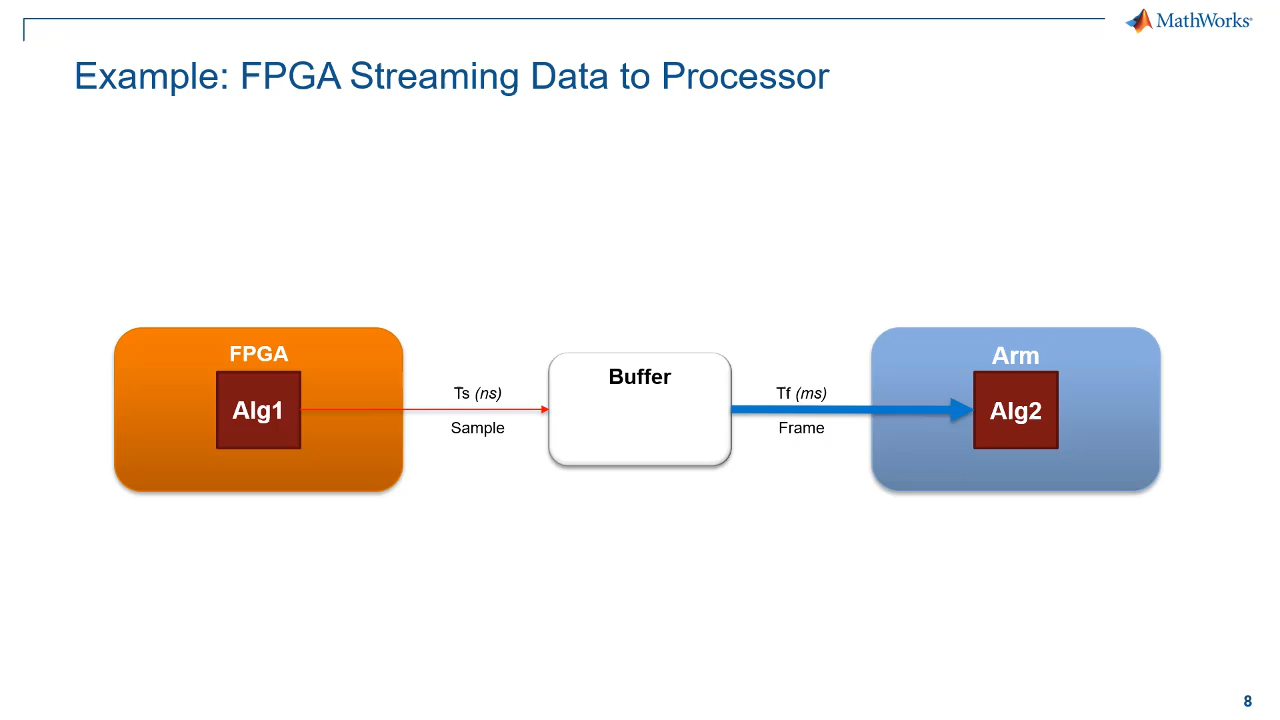 MathWorks®
Example: FPGA Streaming Data to Processor
FPGA
Alg1
Ts (ns)
Sample
Buffer
Tf (ms)
Frame
Arm
Alg2
8